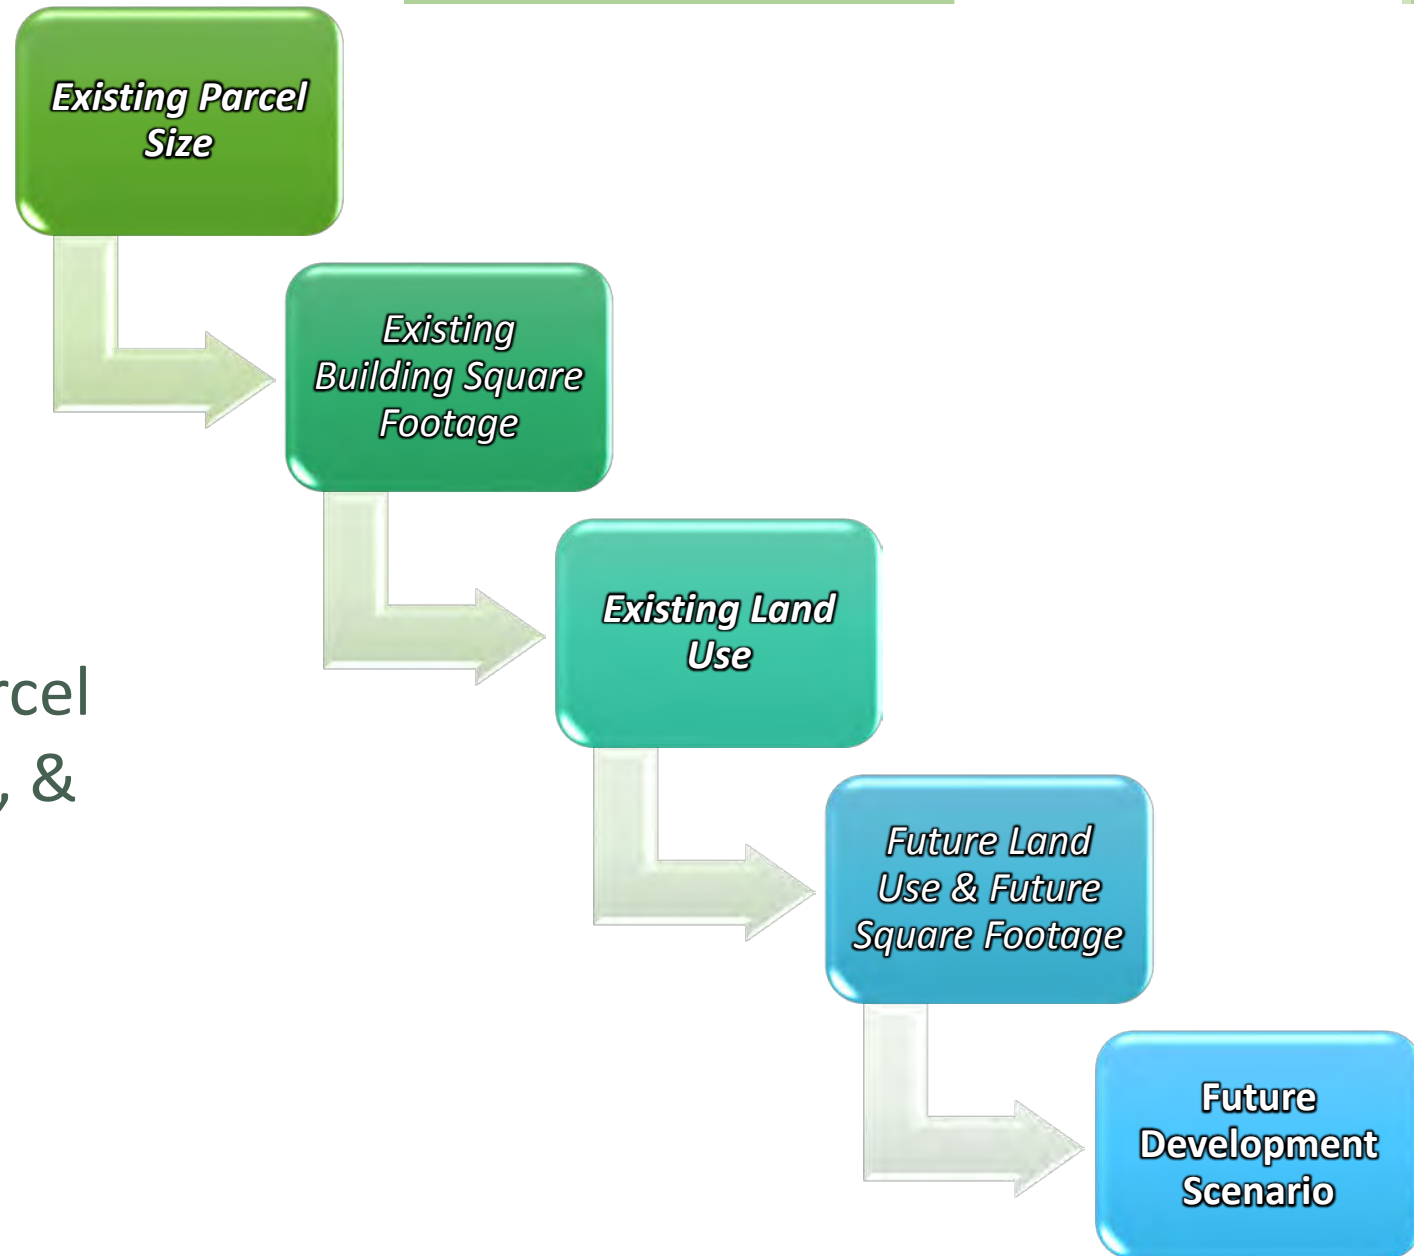 Existing Parcel
Size
Existing
Building Square
Footage
Existing Land
Use
, &
Future Land
Use & Future
Square Footage
Future
Development
Scenario